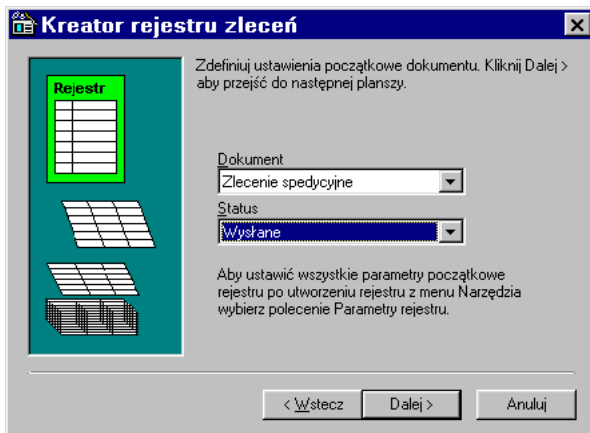 Kreator rejestru zleceń
Zdefiniuj ustawienia początkowe dokumentu. Kliknij Dalej >
aby przejść do następnej planszy.
Rejestr
Dokument
Zlecenie spedycyjne
Status
Wysłane
Aby ustawić wszystkie parametry początkowe
rejestru po utworzeniu rejestru z menu Narzędzia
wybierz polecenie Parametry rejestru.
< Wstecz
Dalej >
Anuluj